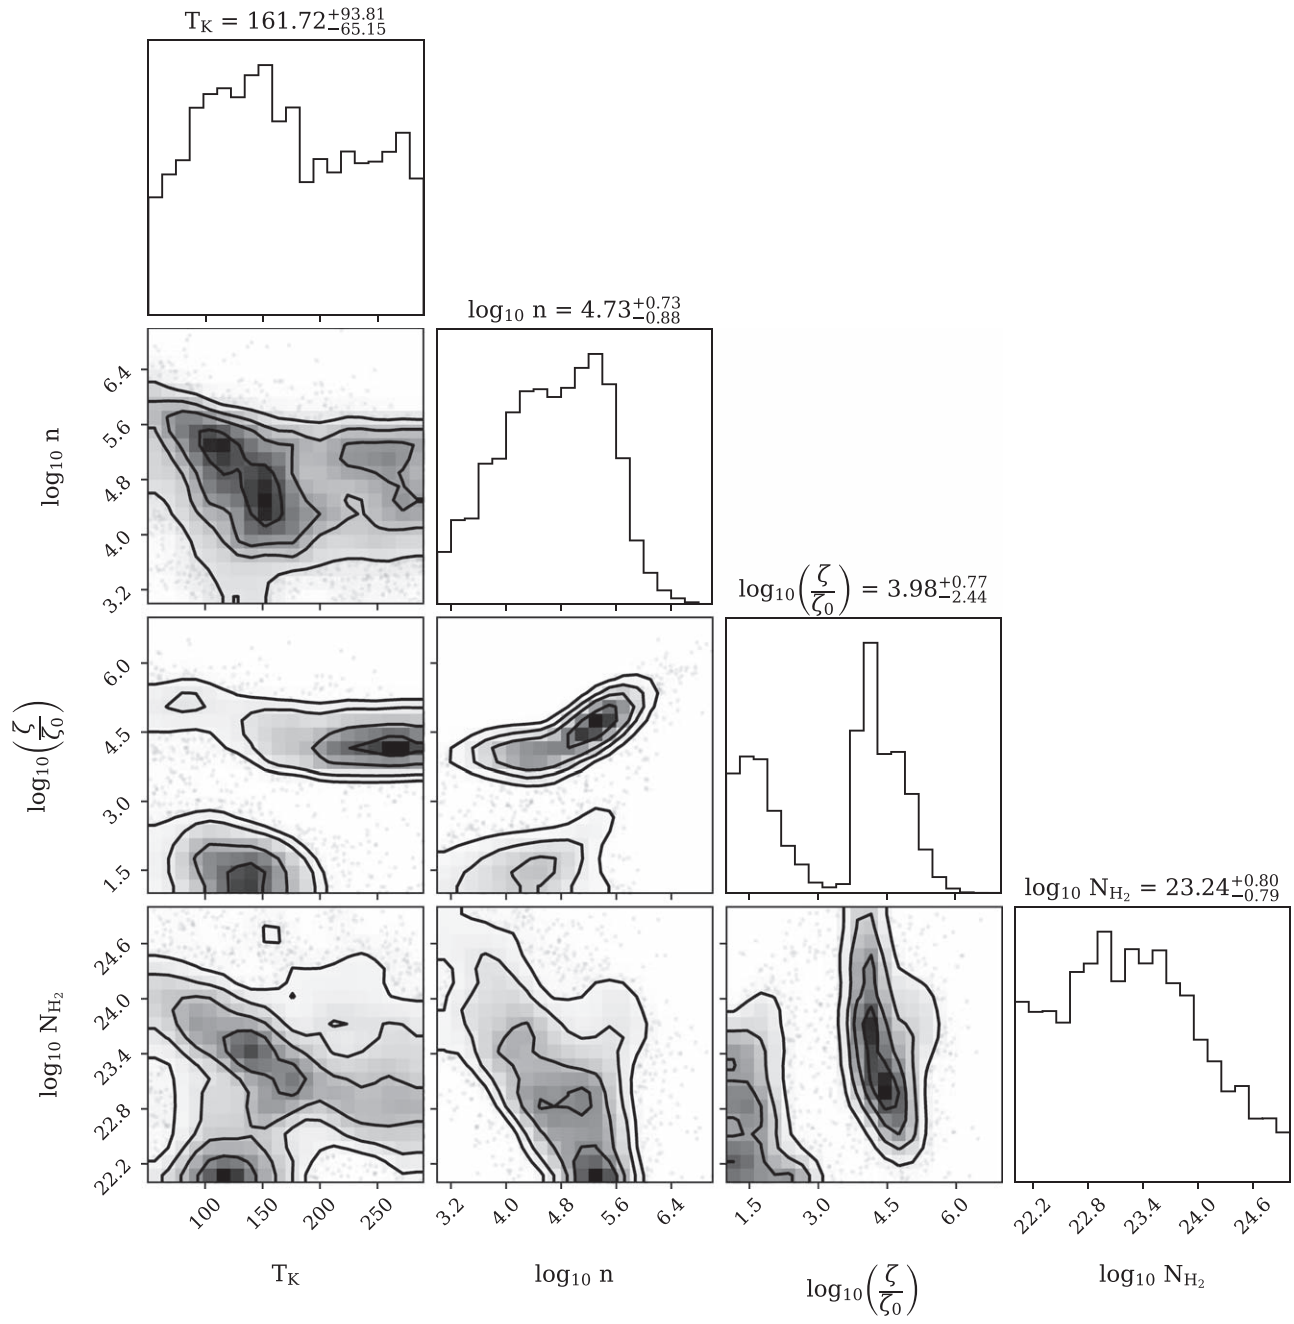 T_K = 161.72^{+93.81}_{−65.15}
log₁₀ n = 4.73^{+0.73}_{−0.88}
6.4
5.6
4.8
4.0
3.2
log₁₀ n
log₁₀(ζ/ζ₀) = 3.98^{+0.77}_{−2.44}
6.0
4.5
3.0
1.5
log₁₀(ζ/ζ₀)
log₁₀ N_{H₂} = 23.24^{+0.80}_{−0.79}
24.6
24.0
23.4
22.8
22.2
log₁₀ N_{H₂}
100 150 200 250
3.2 4.0 4.8 5.6 6.4
1.5 3.0 4.5 6.0
22.2 22.8 23.4 24.0 24.6
T_K
log₁₀ n
log₁₀(ζ/ζ₀)
log₁₀ N_{H₂}